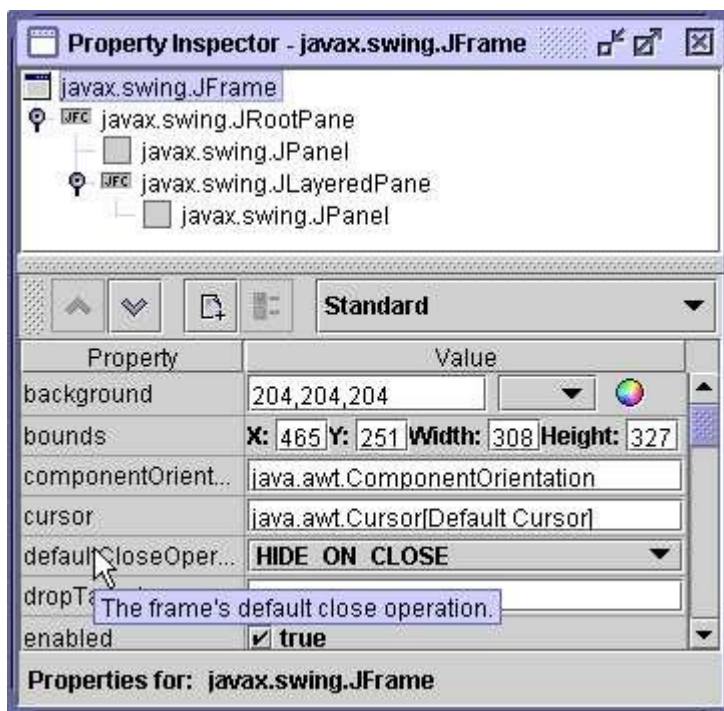 Property Inspector - javax.swing.JFrame
javax.swing.JFrame
JFC javax.swing.JRootPane
javax.swing.JPanel
JFC javax.swing.JLayeredPane
javax.swing.JPanel
Standard
Property Value
background 204,204,204
bounds X: 465 Y: 251 Width: 308 Height: 327
componentOrient... java.awt.ComponentOrientation
cursor java.awt.Cursor[Default Cursor]
defaultCloseOper... HIDE_ON_CLOSE
The frame's default close operation.
enabled true
Properties for: javax.swing.JFrame